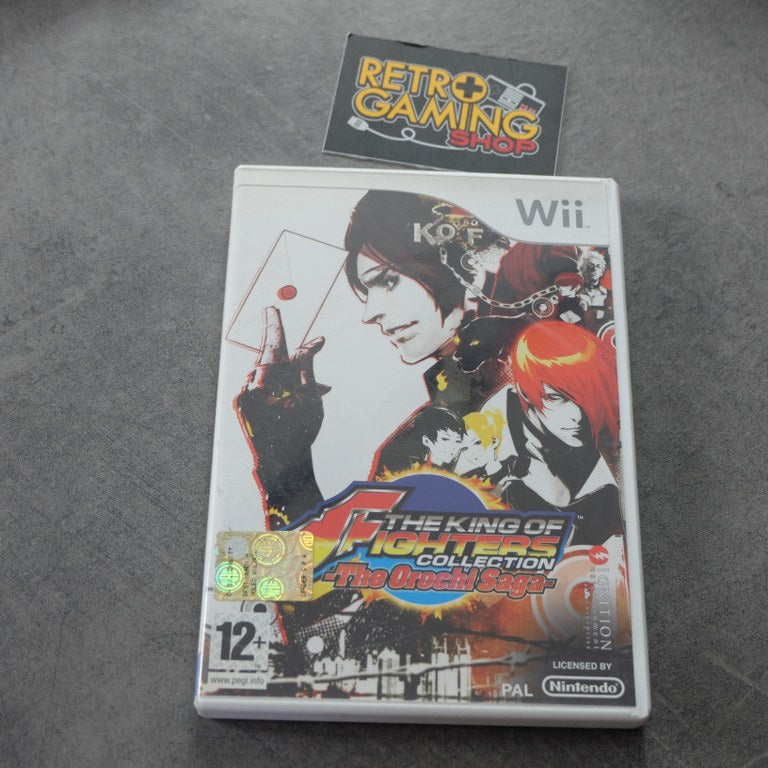 RETRO
GAMING
SHOP
Wii
KOF
THE KING OF
FIGHTERS
COLLECTION
-The Orochi Saga-
IGNITION
12+
www.pegi.info
PAL
LICENSED BY
Nintendo